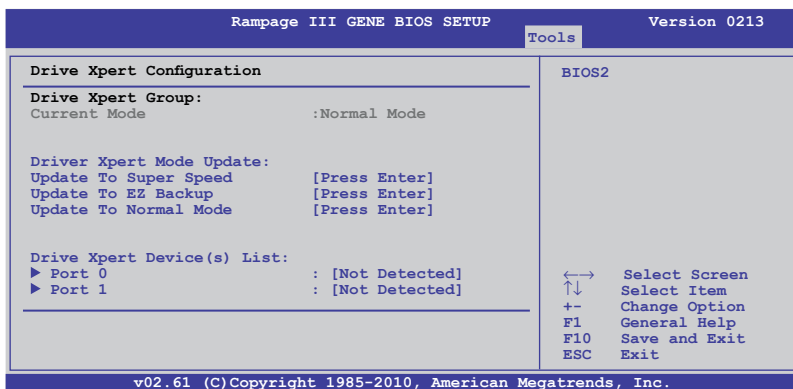 Rampage III GENE BIOS SETUP Version 0213
Tools
Drive Xpert Configuration
BIOS2
Drive Xpert Group:
Current Mode :Normal Mode
Driver Xpert Mode Update:
Update To Super Speed [Press Enter]
Update To EZ Backup [Press Enter]
Update To Normal Mode [Press Enter]
Drive Xpert Device(s) List:
▶ Port 0 : [Not Detected]
▶ Port 1 : [Not Detected]
←→ Select Screen
↑↓ Select Item
+- Change Option
F1 General Help
F10 Save and Exit
ESC Exit
v02.61 (C)Copyright 1985-2010, American Megatrends, Inc.